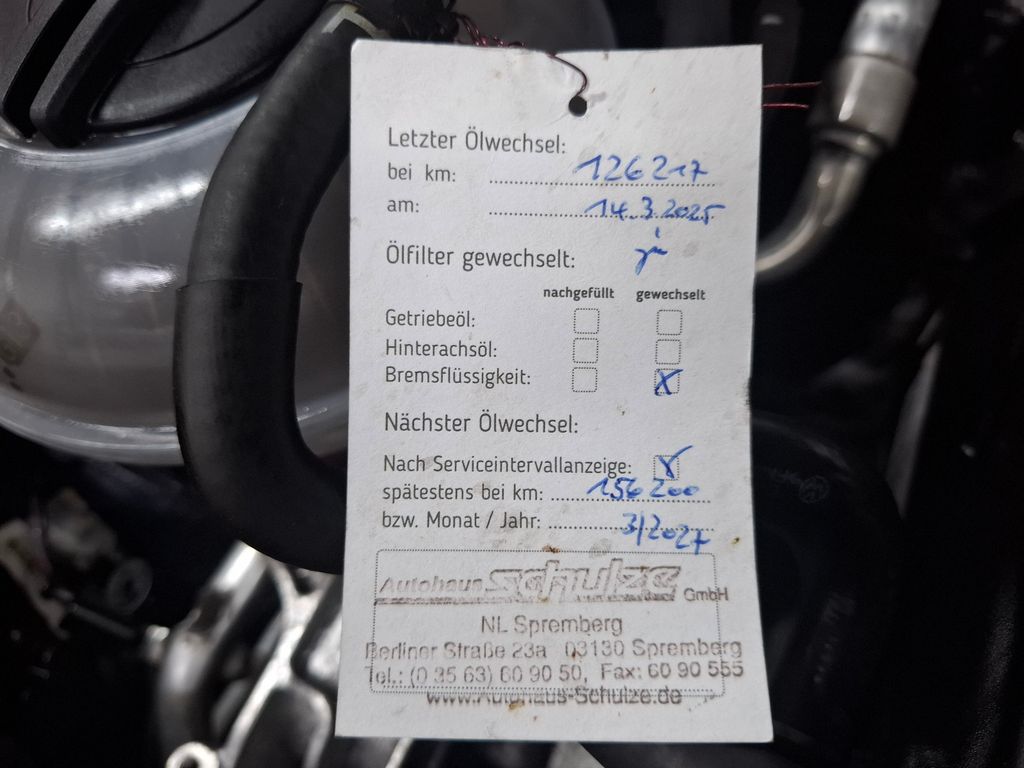 Letzter Ölwechsel:
bei km: 126217
am: 14.3.2025
Ölfilter gewechselt: ja
nachgefüllt gewechselt
Getriebeöl:
Hinterachsöl:
Bremsflüssigkeit: X
Nächster Ölwechsel:
Nach Serviceintervallanzeige: X
spätestens bei km: 156200
bzw. Monat / Jahr: 3/2027
Autohaus Schulze GmbH
NL Spremberg
Berliner Straße 23a 03130 Spremberg
Tel.: (0 35 63) 60 90 50, Fax: 60 90 555
www.Autohaus-Schulze.de